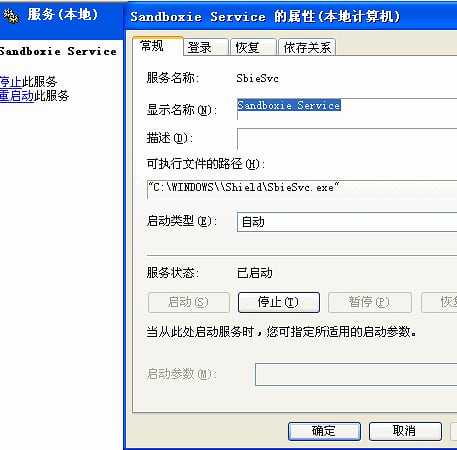 服务(本地)
Sandboxie Service
停止此服务
重启动此服务
Sandboxie Service 的属性(本地计算机)
常规 登录 恢复 依存关系
服务名称: SbieSvc
显示名称(N): Sandboxie Service
描述(D):
可执行文件的路径(H):
"C:\WINDOWS\\Shield\SbieSvc.exe"
启动类型(E): 自动
服务状态: 已启动
启动(S) 停止(T) 暂停(P) 恢
当从此处启动服务时,您可指定所适用的启动参数。
启动参数(M):
确定 取消